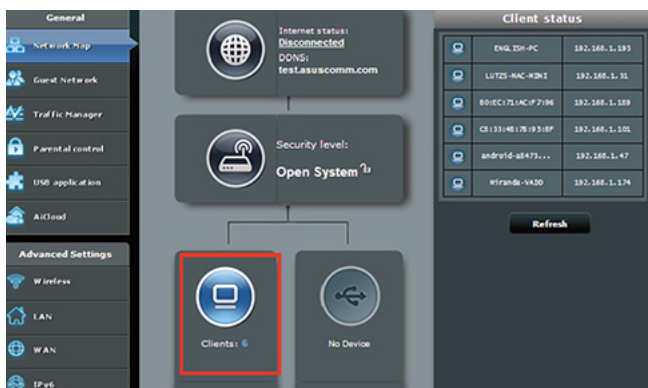 General
Network Map
Guest Network
Traffic Manager
Parental control
USB application
AiCloud
Advanced Settings
Wireless
LAN
WAN
IPv6
Internet status:
Disconnected
DDNS:
test.asuscomm.com
Security level:
Open System
Clients: 6
No Device
Client status
ENGLISH-PC 192.168.1.193
LUTZS-MAC-MINI 192.168.1.31
192.168.1.189
192.168.1.101
android-a8473... 192.168.1.47
Miranda-VAIO 192.168.1.174
Refresh